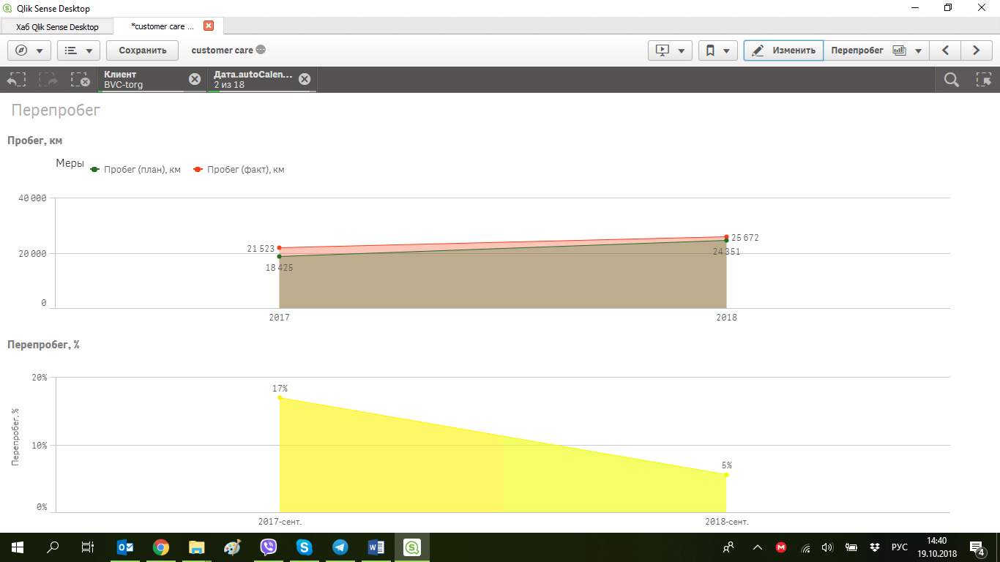 Qlik Sense Desktop
Хаб Qlik Sense Desktop
*customer care ...
Сохранить
customer care
Изменить
Перепробег
Клиент
BVC-torg
Дата.autoCalen...
2 из 18
Перепробег
Пробег, км
Меры
Пробег (план), км
Пробег (факт), км
40 000
20 000
0
21 523
18 425
25 672
24 351
2017
2018
Перепробег, %
Перепробег, %
20%
10%
0%
17%
5%
2017-сент.
2018-сент.
РУС
14:40
19.10.2018
4